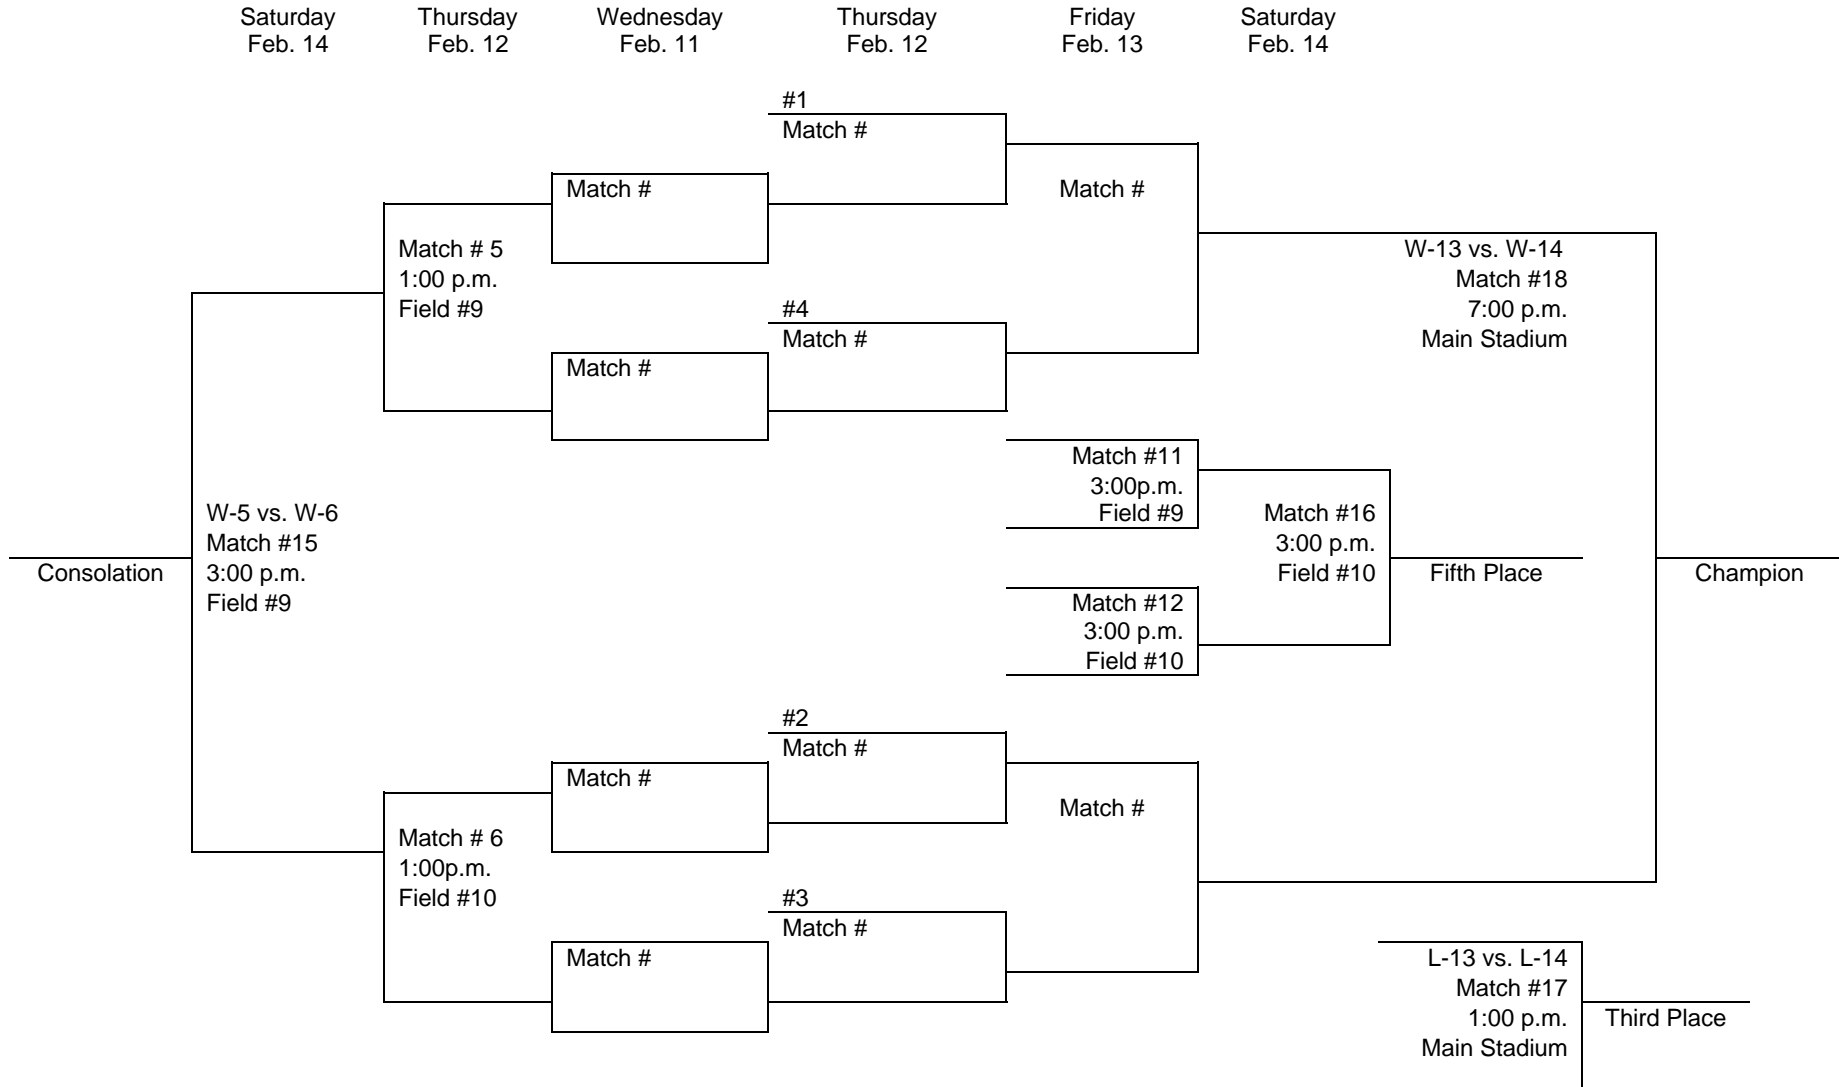 Saturday
Feb. 14
Thursday
Feb. 12
Wednesday
Feb. 11
Thursday
Feb. 12
Friday
Feb. 13
Saturday
Feb. 14
#1
Match #
Match #
Match #
Match # 5
1:00 p.m.
Field #9
W-13 vs. W-14
Match #18
7:00 p.m.
Main Stadium
#4
Match #
Match #
Match #11
3:00p.m.
Field #9
W-5 vs. W-6
Match #15
3:00 p.m.
Field #9
Match #16
3:00 p.m.
Field #10
Consolation
Fifth Place
Champion
Match #12
3:00 p.m.
Field #10
#2
Match #
Match #
Match #
Match # 6
1:00p.m.
Field #10
#3
Match #
Match #
L-13 vs. L-14
Match #17
1:00 p.m.
Main Stadium
Third Place